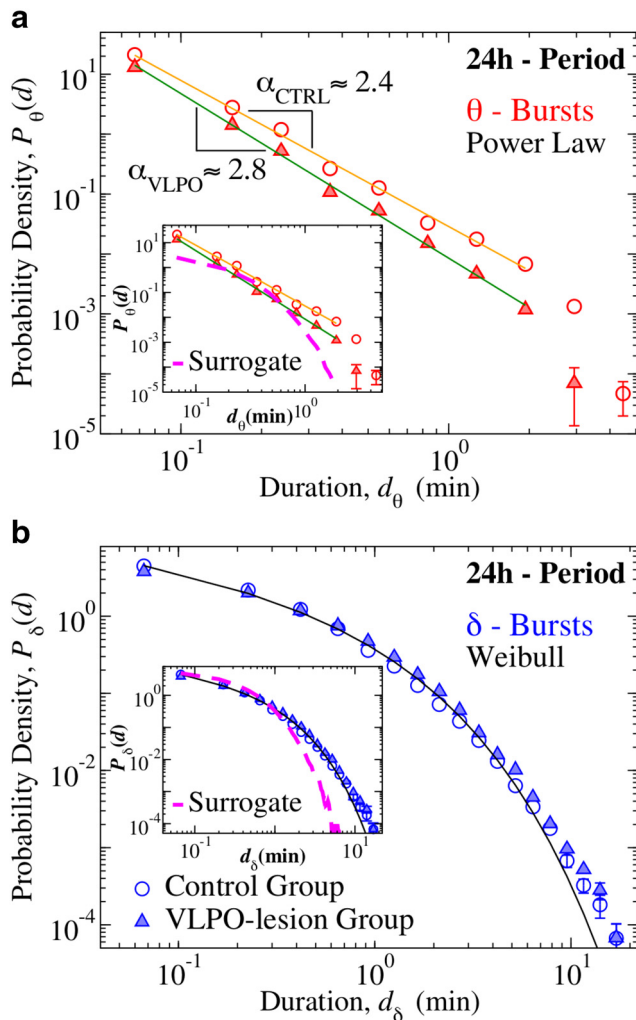 a
24h - Period
θ - Bursts
Power Law
α_CTRL ≈ 2.4
α_VLPO ≈ 2.8
Probability Density, P_θ(d)
10^1
10^-1
10^-3
10^-5
P_θ(d)
10^1
10^0
10^-1
10^-2
10^-3
10^-4
10^-5
Surrogate
10^-1
d_θ(min)
10^0
10^-1
10^0
Duration, d_θ (min)
b
24h - Period
δ - Bursts
Weibull
Probability Density, P_δ(d)
10^0
10^-2
10^-4
P_δ(d)
10^0
10^-2
10^-4
Surrogate
10^-1
d_δ(min)
10^1
Control Group
VLPO-lesion Group
10^-1
10^0
10^1
Duration, d_δ (min)